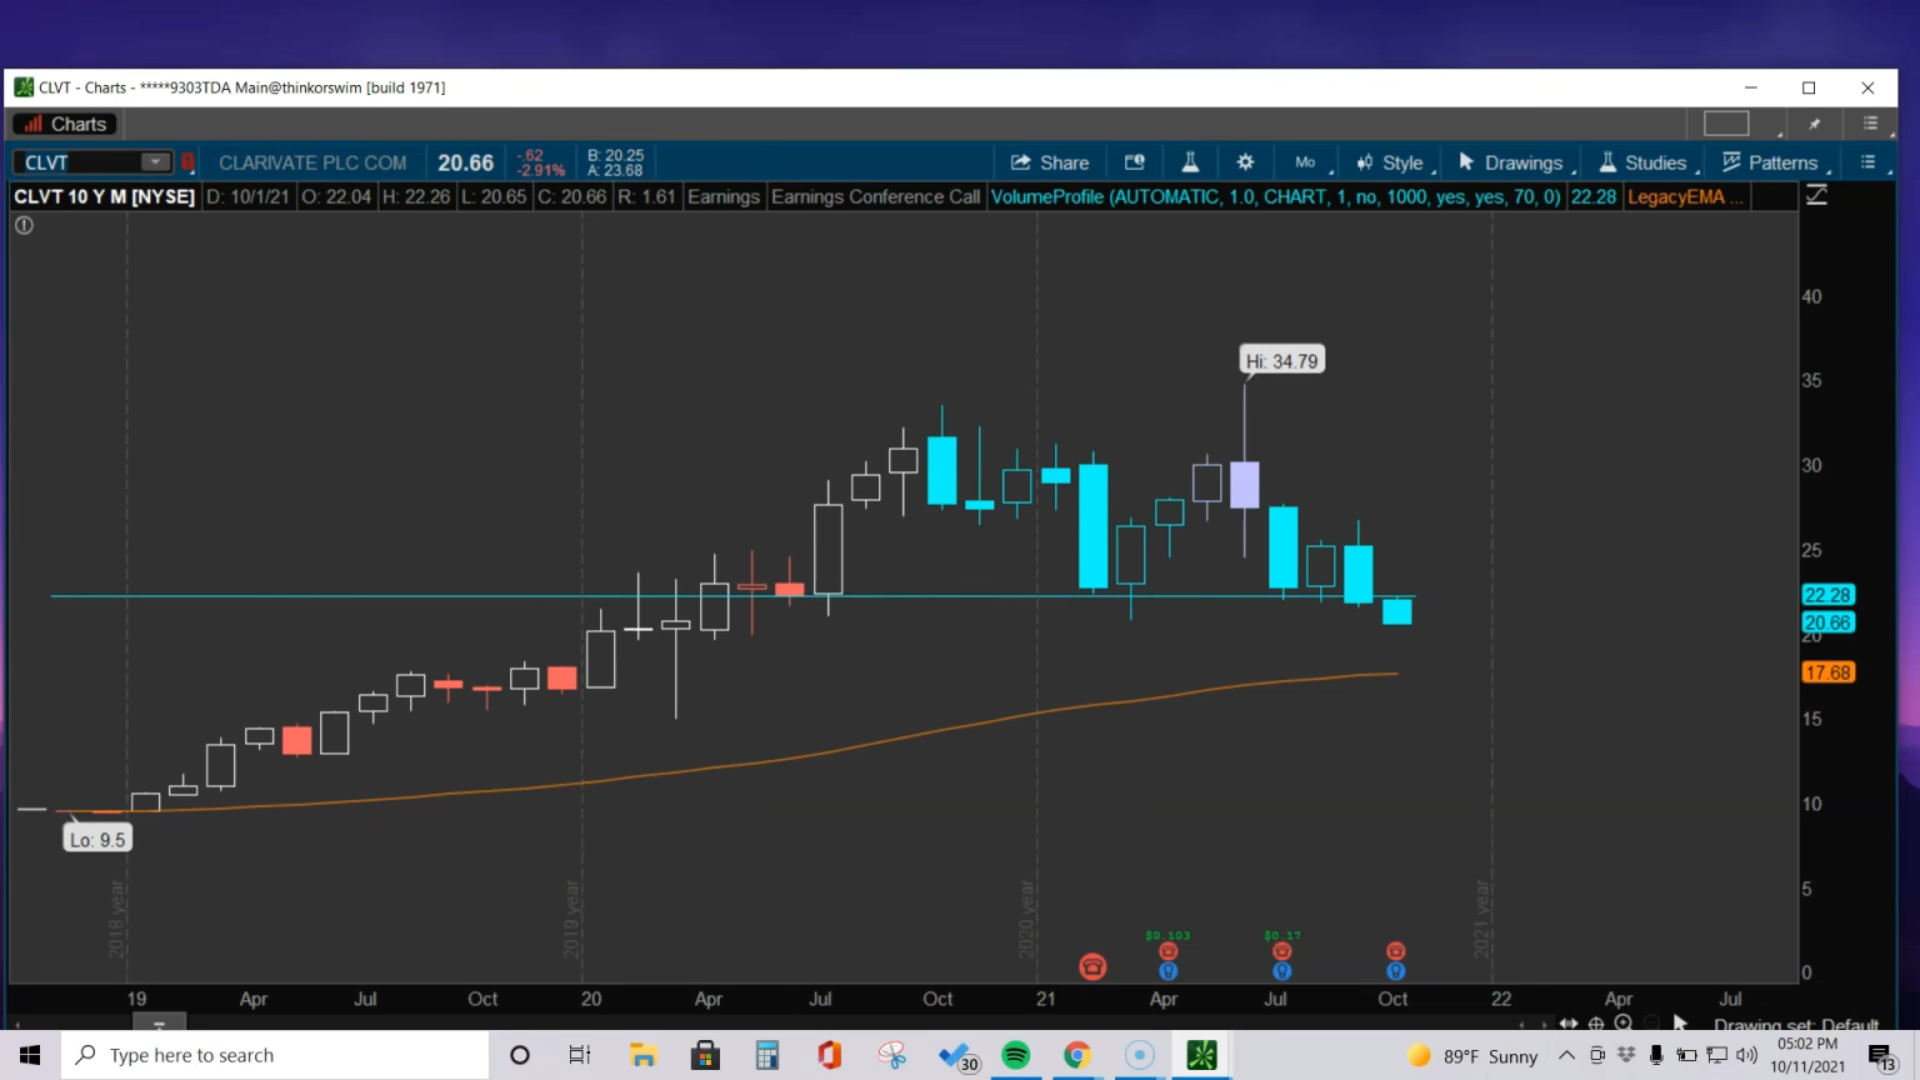 CLVT - Charts - *****9303TDA Main@thinkorswim [build 1971]
Charts
CLVT CLARIVATE PLC COM 20.66 -.62 -2.91% B: 20.25 A: 23.68 Share Mo Style Drawings Studies Patterns
CLVT 10 Y M [NYSE] D: 10/1/21 O: 22.04 H: 22.26 L: 20.65 C: 20.66 R: 1.61 Earnings Earnings Conference Call VolumeProfile (AUTOMATIC, 1.0, CHART, 1, no, 1000, yes, yes, 70, 0) 22.28 LegacyEMA ...
40
Hi: 34.79
35
30
25
22.28
20.66
20
17.68
15
10
Lo: 9.5
5
2018 year
2019 year
2020 year
2021 year
$0.103
$0.17
0
19 Apr Jul Oct 20 Apr Jul Oct 21 Apr Jul Oct 22 Apr Jul
Drawing set: Default
Type here to search
30
89°F Sunny
05:02 PM
10/11/2021
13